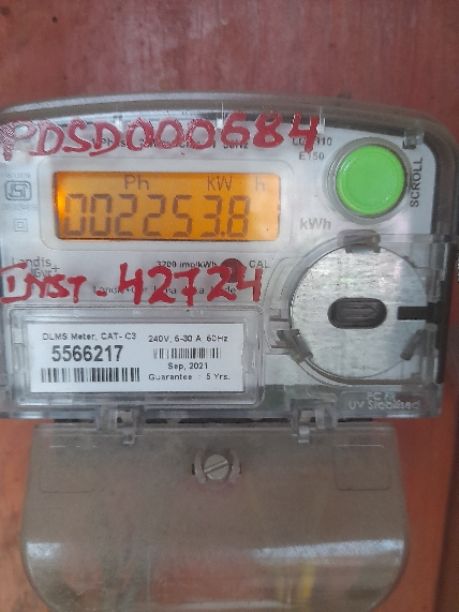 PDSD000684
E150
SCROLL
Ph kW h
002253.8
kWh
Landis
3200 imp/kWh CAL
INST-42724
DLMS Meter, CAT- C3
5566217
240V, 5-30 A 50Hz
Sep, 2021
Guarantee : 5 Yrs.
UV Stabilised